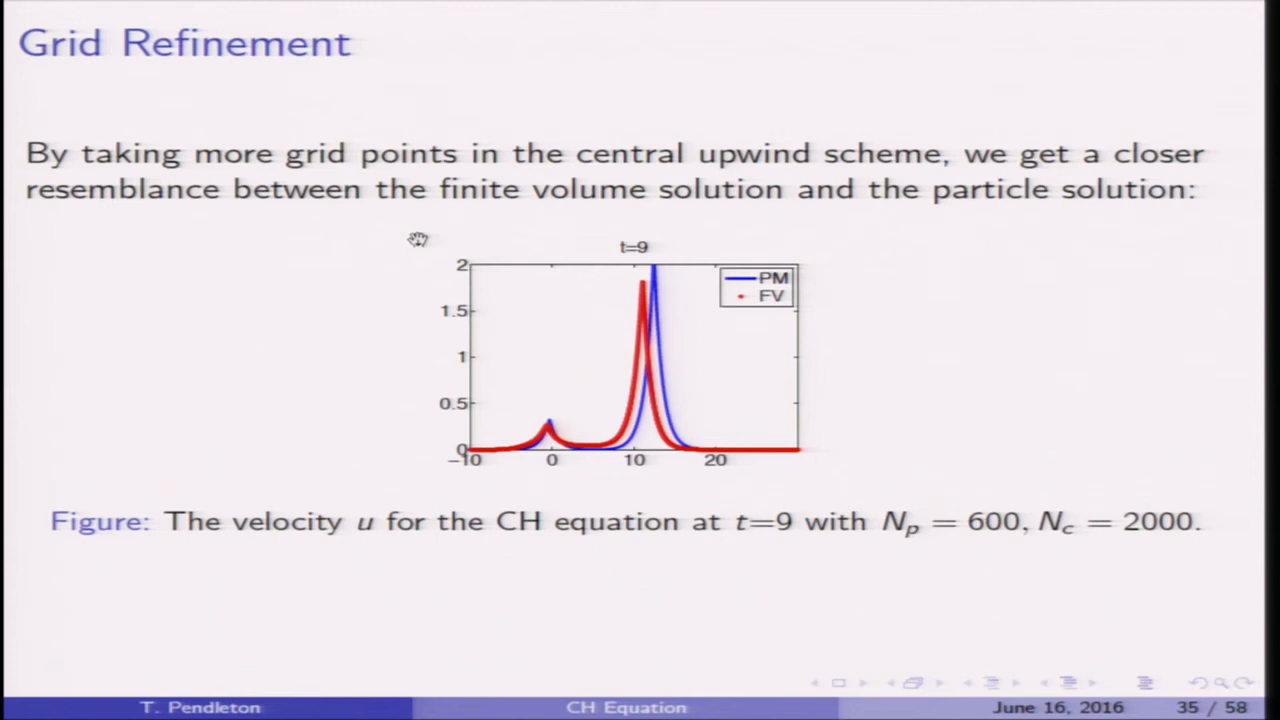 Grid Refinement
By taking more grid points in the central upwind scheme, we get a closer
resemblance between the finite volume solution and the particle solution:
t=9
2
1.5
1
0.5
0
−10 0 10 20
PM
FV
Figure: The velocity u for the CH equation at t=9 with Np = 600, Nc = 2000.
T. Pendleton CH Equation June 16, 2016 35 / 58